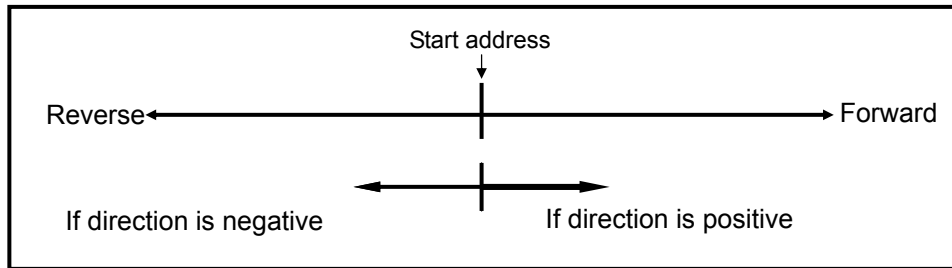 Start address
Reverse Forward
If direction is negative If direction is positive